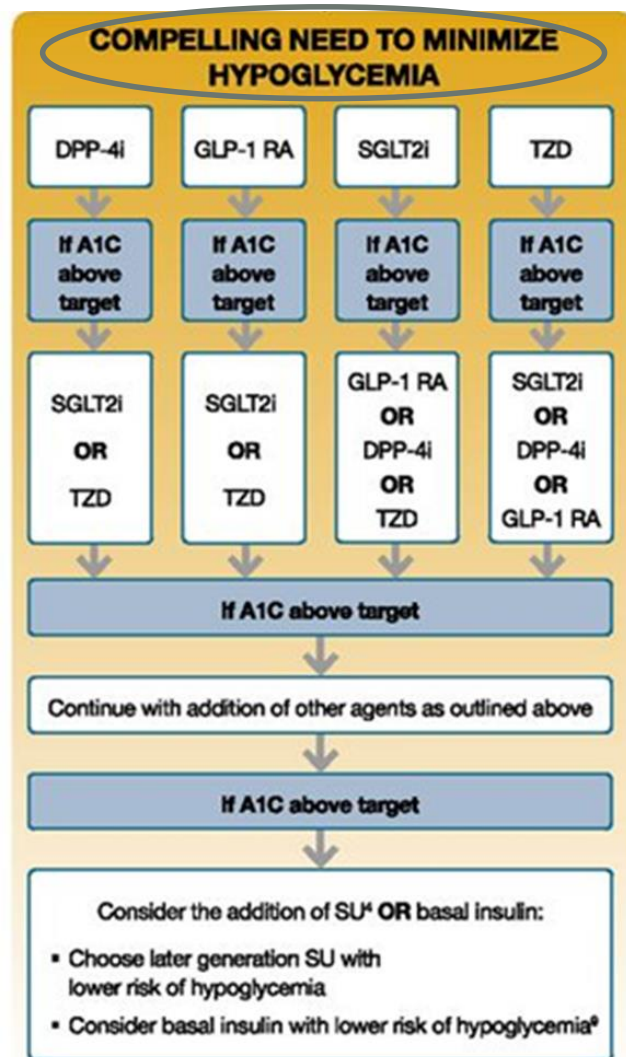 COMPELLING NEED TO MINIMIZE
HYPOGLYCEMIA
DPP-4i
GLP-1 RA
SGLT2i
TZD
If A1C
above
target
If A1C
above
target
If A1C
above
target
If A1C
above
target
SGLT2i
OR
TZD
SGLT2i
OR
TZD
GLP-1 RA
OR
DPP-4i
OR
TZD
SGLT2i
OR
DPP-4i
OR
GLP-1 RA
If A1C above target
Continue with addition of other agents as outlined above
If A1C above target
Consider the addition of SU⁴ OR basal insulin:
▪ Choose later generation SU with
lower risk of hypoglycemia
▪ Consider basal insulin with lower risk of hypoglycemia